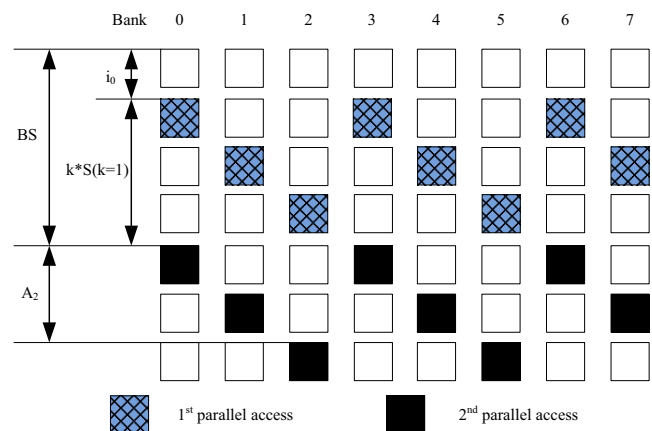 Bank 0 1 2 3 4 5 6 7
i₀
BS
k*S(k=1)
A₂
1st parallel access 2nd parallel access